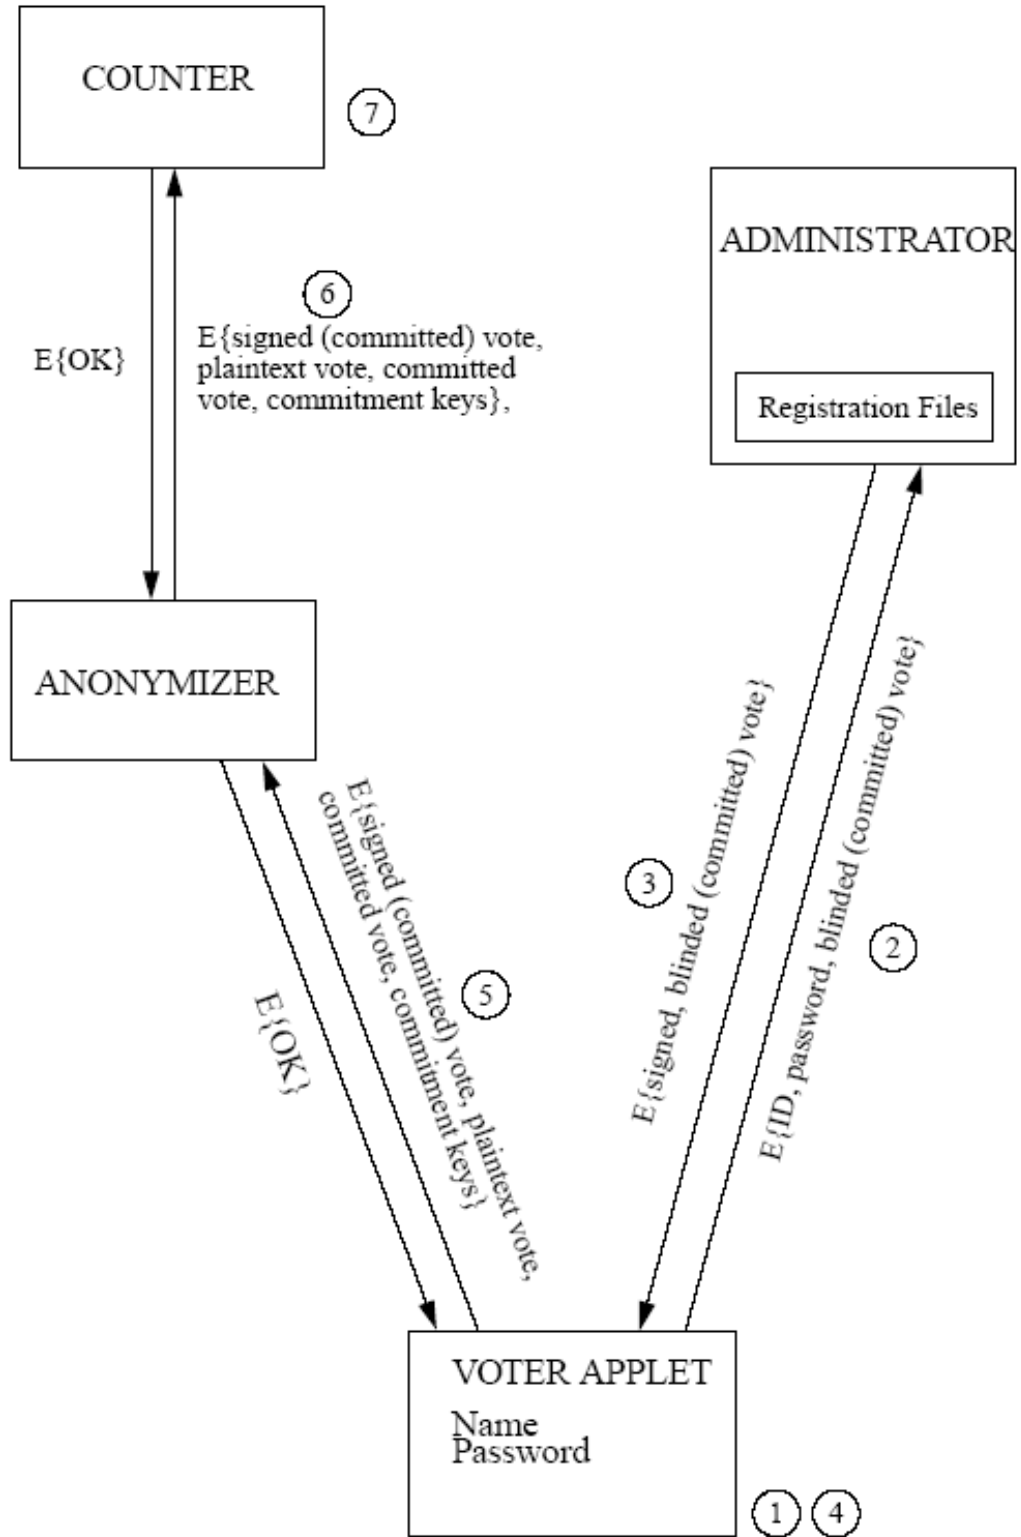 COUNTER
7
ADMINISTRATOR
Registration Files
6
E{OK}
E{signed (committed) vote,
plaintext vote, committed
vote, commitment keys},
ANONYMIZER
E{signed, blinded (committed) vote}
3
E{ID, password, blinded (committed) vote}
2
E{signed (committed) vote, plaintext vote,
committed vote, commitment keys}
5
E{OK}
VOTER APPLET
Name
Password
1 4